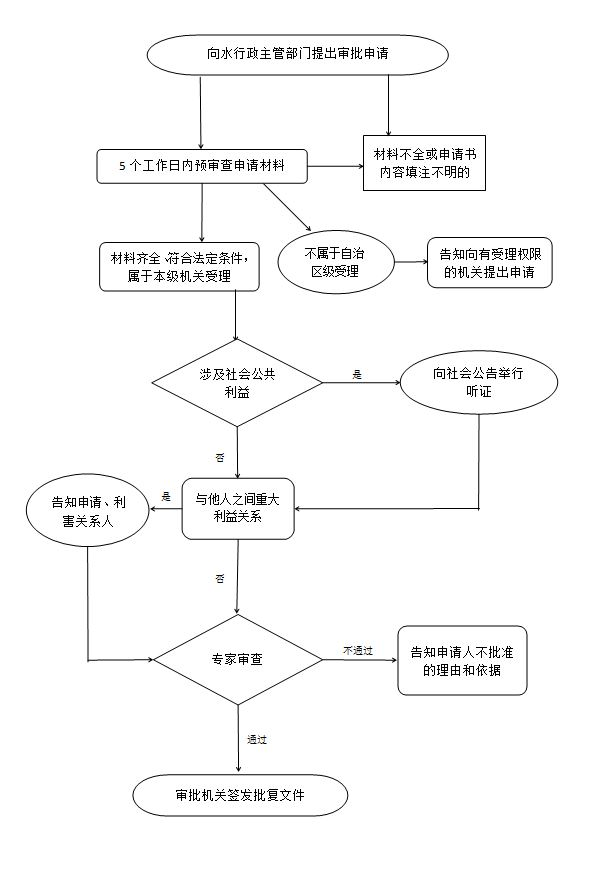 向水行政主管部门提出审批申请
5个工作日内预审查申请材料
材料不全或申请书
内容填注不明的
材料齐全、符合法定条件，
属于本级机关受理
不属于自治
区级受理
告知向有受理权限
的机关提出申请
涉及社会公共
利益
是
向社会公告举行
听证
否
告知申请、利
害关系人
是
与他人之间重大
利益关系
否
专家审查
不通过
告知申请人不批准
的理由和依据
通过
审批机关签发批复文件